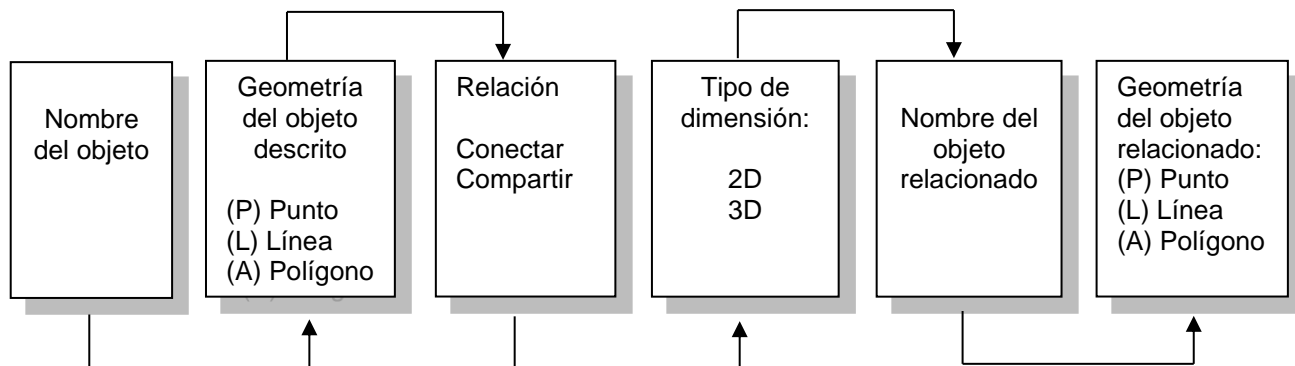 Nombre
del objeto
Geometría
del objeto
descrito
(P) Punto
(L) Línea
(A) Polígono
Relación
Conectar
Compartir
Tipo de
dimensión:
2D
3D
Nombre del
objeto
relacionado
Geometría
del objeto
relacionado:
(P) Punto
(L) Línea
(A) Polígono